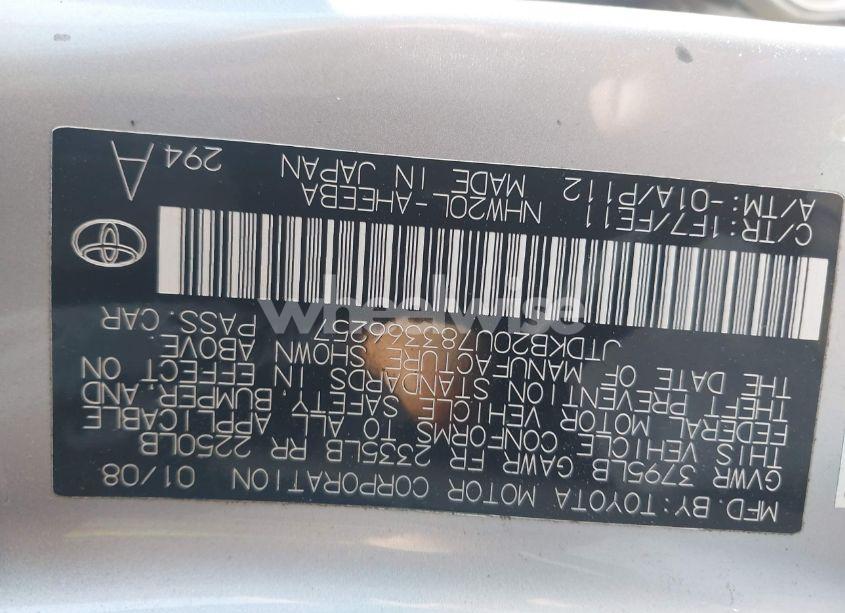 MFD. BY: TOYOTA MOTOR CORPORATION 01/08
GVWR 3795LB GAWR FR 2335LB RR 2250LB
THIS VEHICLE CONFORMS TO ALL APPLICABLE
FEDERAL MOTOR VEHICLE SAFETY, BUMPER AND
THEFT PREVENTION STANDARDS IN EFFECT ON
THE DATE OF MANUFACTURE SHOWN ABOVE.
JTDKB20U783366257 PASS. CAR
wheelwise
C/TR: 1F7/FE11 NHW20L-AHEEBA
A/TM: -01A/P112 MADE IN JAPAN
A 294